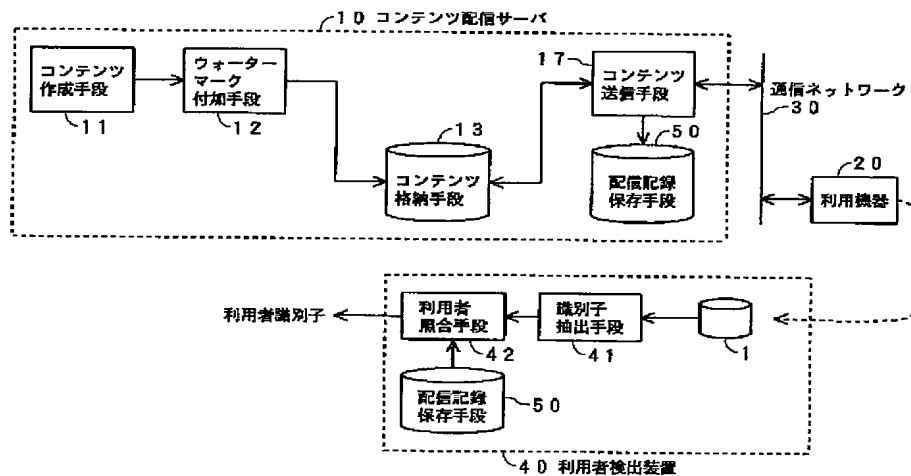 10 コンテンツ配信サーバ
コンテンツ
作成手段
11
ウォーター
マーク
付加手段
12
13
コンテンツ
格納手段
17
コンテンツ
送信手段
50
配信記録
保存手段
通信ネットワーク
30
20
利用機器
利用者識別子
利用者
照合手段
42
識別子
抽出手段
41
1
配信記録
保存手段
50
40 利用者検出装置